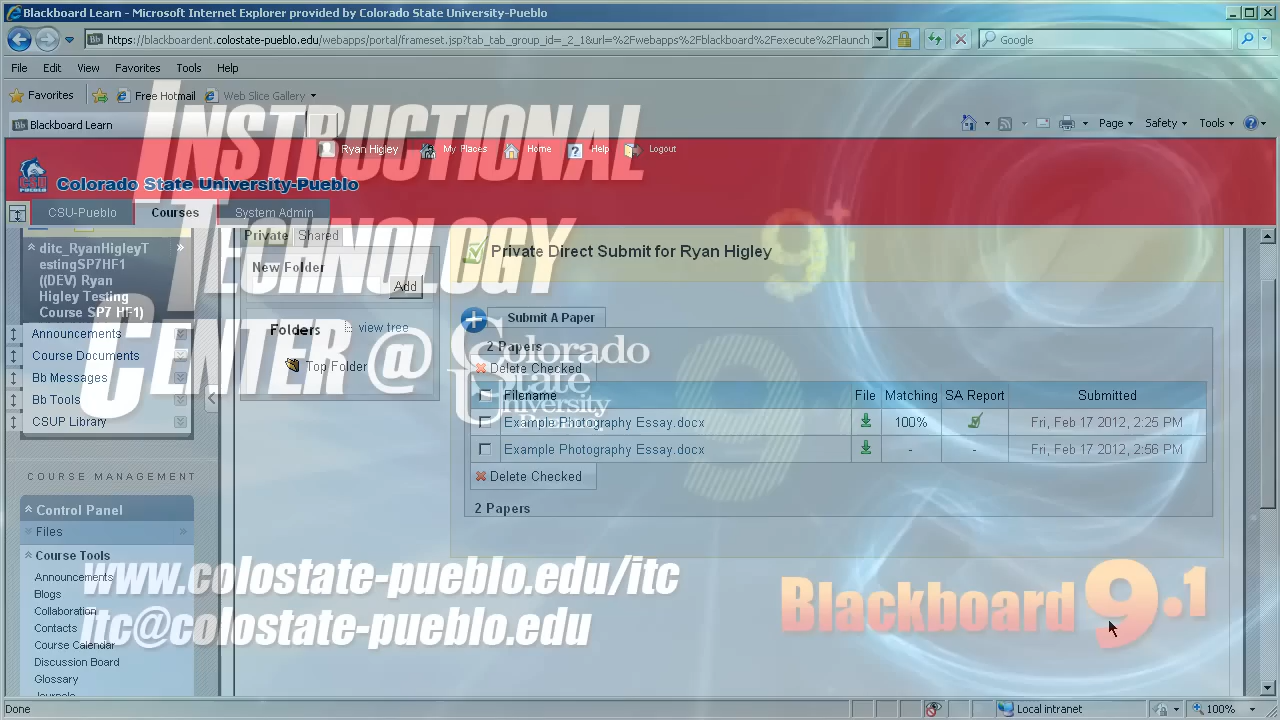 Blackboard Learn - Microsoft Internet Explorer provided by Colorado State University-Pueblo
https://blackboardent.colostate-pueblo.edu/webapps/portal/frameset.jsp?tab_tab_group_id=_2_1&url=%2Fwebapps%2Fblackboard%2Fexecute%2Flaunch
Google
File Edit View Favorites Tools Help
Favorites Free Hotmail Web Slice Gallery
Blackboard Learn
Page Safety Tools
INSTRUCTIONAL
TECHNOLOGY
CENTER @ Colorado State University Pueblo
Ryan Higley My Places Home Help Logout
CSU PUEBLO
Colorado State University-Pueblo
CSU-Pueblo Courses System Admin
ditc_RyanHigleyT
estingSP7HF1
((DEV) Ryan
Higley Testing
Course SP7 HF1)
Announcements
Course Documents
Bb Messages
Bb Tools
CSUP Library
COURSE MANAGEMENT
Control Panel
Files
Course Tools
Announcements
Blogs
Collaboration
Contacts
Course Calendar
Discussion Board
Glossary
Journals
Private Shared
New Folder
Add
Folders view tree
Top Folder
Private Direct Submit for Ryan Higley
9
9
Submit A Paper
2 Papers
Delete Checked
Filename File Matching SA Report Submitted
Example Photography Essay.docx 100% Fri, Feb 17 2012, 2:25 PM
Example Photography Essay.docx - - Fri, Feb 17 2012, 2:56 PM
Delete Checked
2 Papers
www.colostate-pueblo.edu/itc
itc@colostate-pueblo.edu
Blackboard 9.1
Done Local intranet 100%